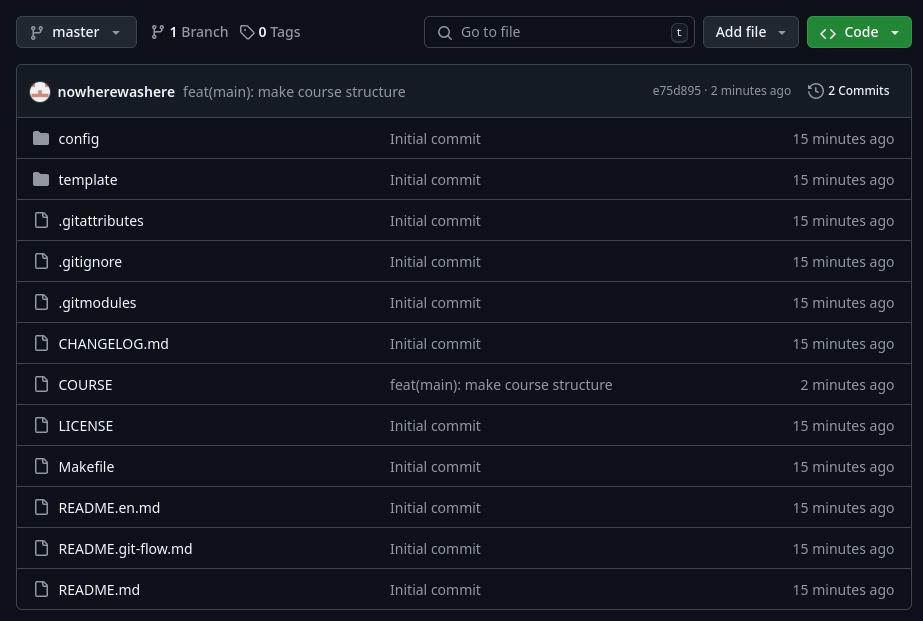 master 1 Branch 0 Tags Go to file t Add file Code
nowherewashere feat(main): make course structure e75d895 · 2 minutes ago 2 Commits
config Initial commit 15 minutes ago
template Initial commit 15 minutes ago
.gitattributes Initial commit 15 minutes ago
.gitignore Initial commit 15 minutes ago
.gitmodules Initial commit 15 minutes ago
CHANGELOG.md Initial commit 15 minutes ago
COURSE feat(main): make course structure 2 minutes ago
LICENSE Initial commit 15 minutes ago
Makefile Initial commit 15 minutes ago
README.en.md Initial commit 15 minutes ago
README.git-flow.md Initial commit 15 minutes ago
README.md Initial commit 15 minutes ago